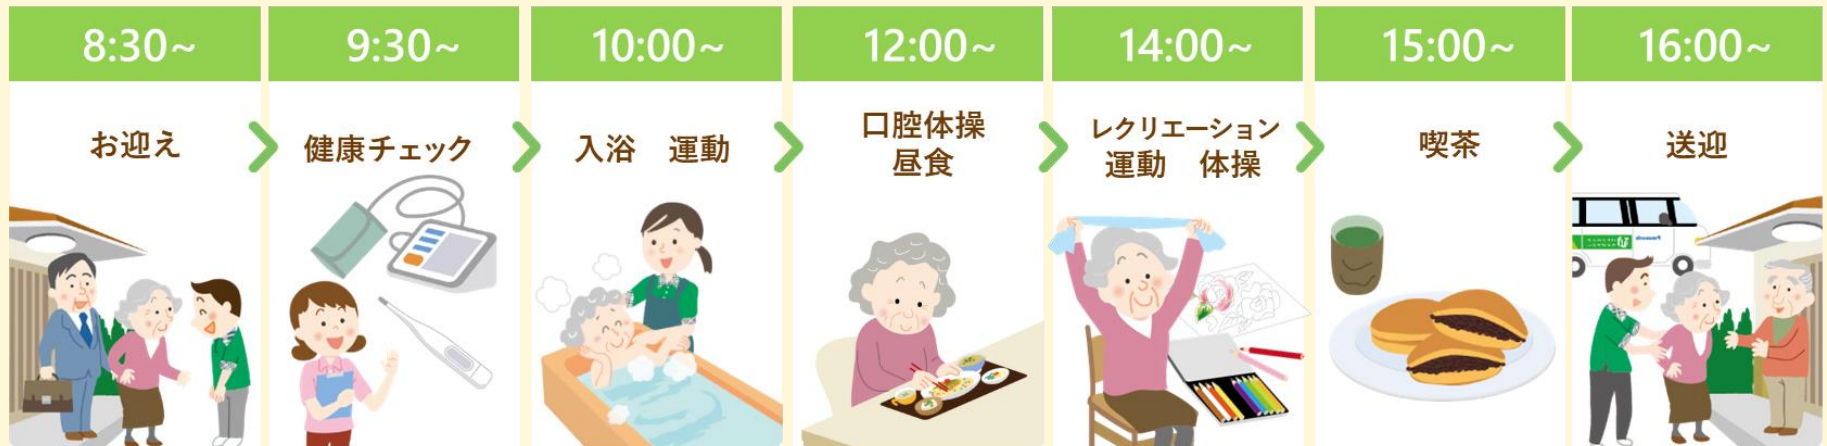 8:30~
お迎え
9:30~
健康チェック
10:00~
入浴　運動
12:00~
口腔体操
昼食
14:00~
レクリエーション
運動　体操
15:00~
喫茶
16:00~
送迎